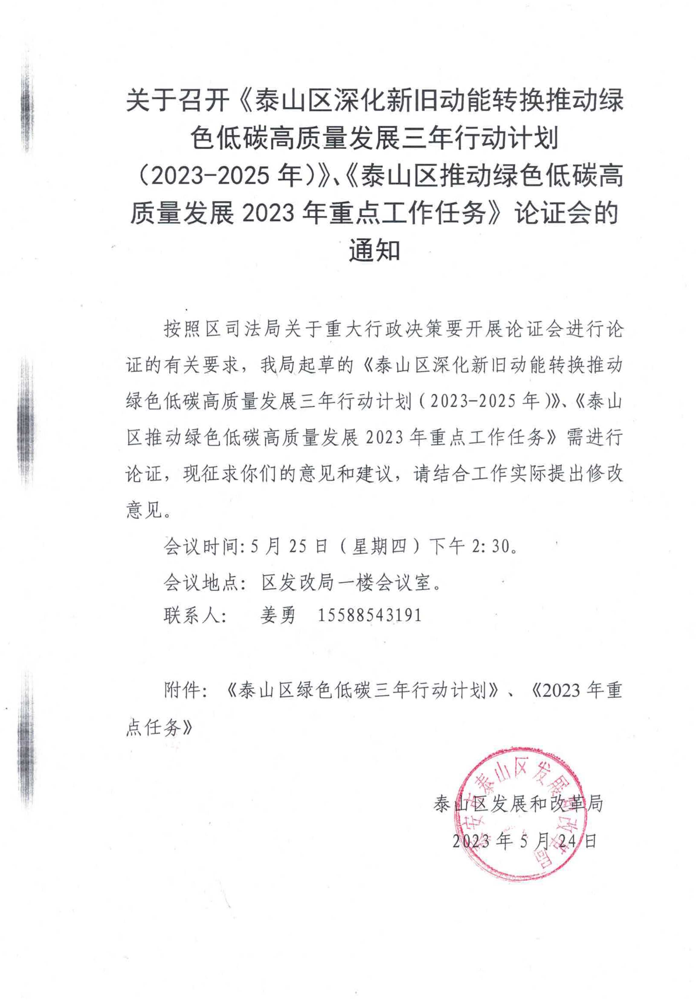 关于召开《泰山区深化新旧动能转换推动绿
色低碳高质量发展三年行动计划
（2023-2025 年）》、《泰山区推动绿色低碳高
质量发展 2023 年重点工作任务》论证会的
通知
按照区司法局关于重大行政决策要开展论证会进行论
证的有关要求，我局起草的《泰山区深化新旧动能转换推动
绿色低碳高质量发展三年行动计划（2023-2025 年）》、《泰山
区推动绿色低碳高质量发展 2023 年重点工作任务》需进行
论证，现征求你们的意见和建议，请结合工作实际提出修改
意见。
会议时间：5 月 25 日（星期四）下午 2：30。
会议地点：区发改局一楼会议室。
联系人： 姜勇 15588543191
附件：《泰山区绿色低碳三年行动计划》、《2023 年重
点任务》
泰山区发展和改革局
2023 年 5 月 24 日
泰安市泰山区发展和改革局